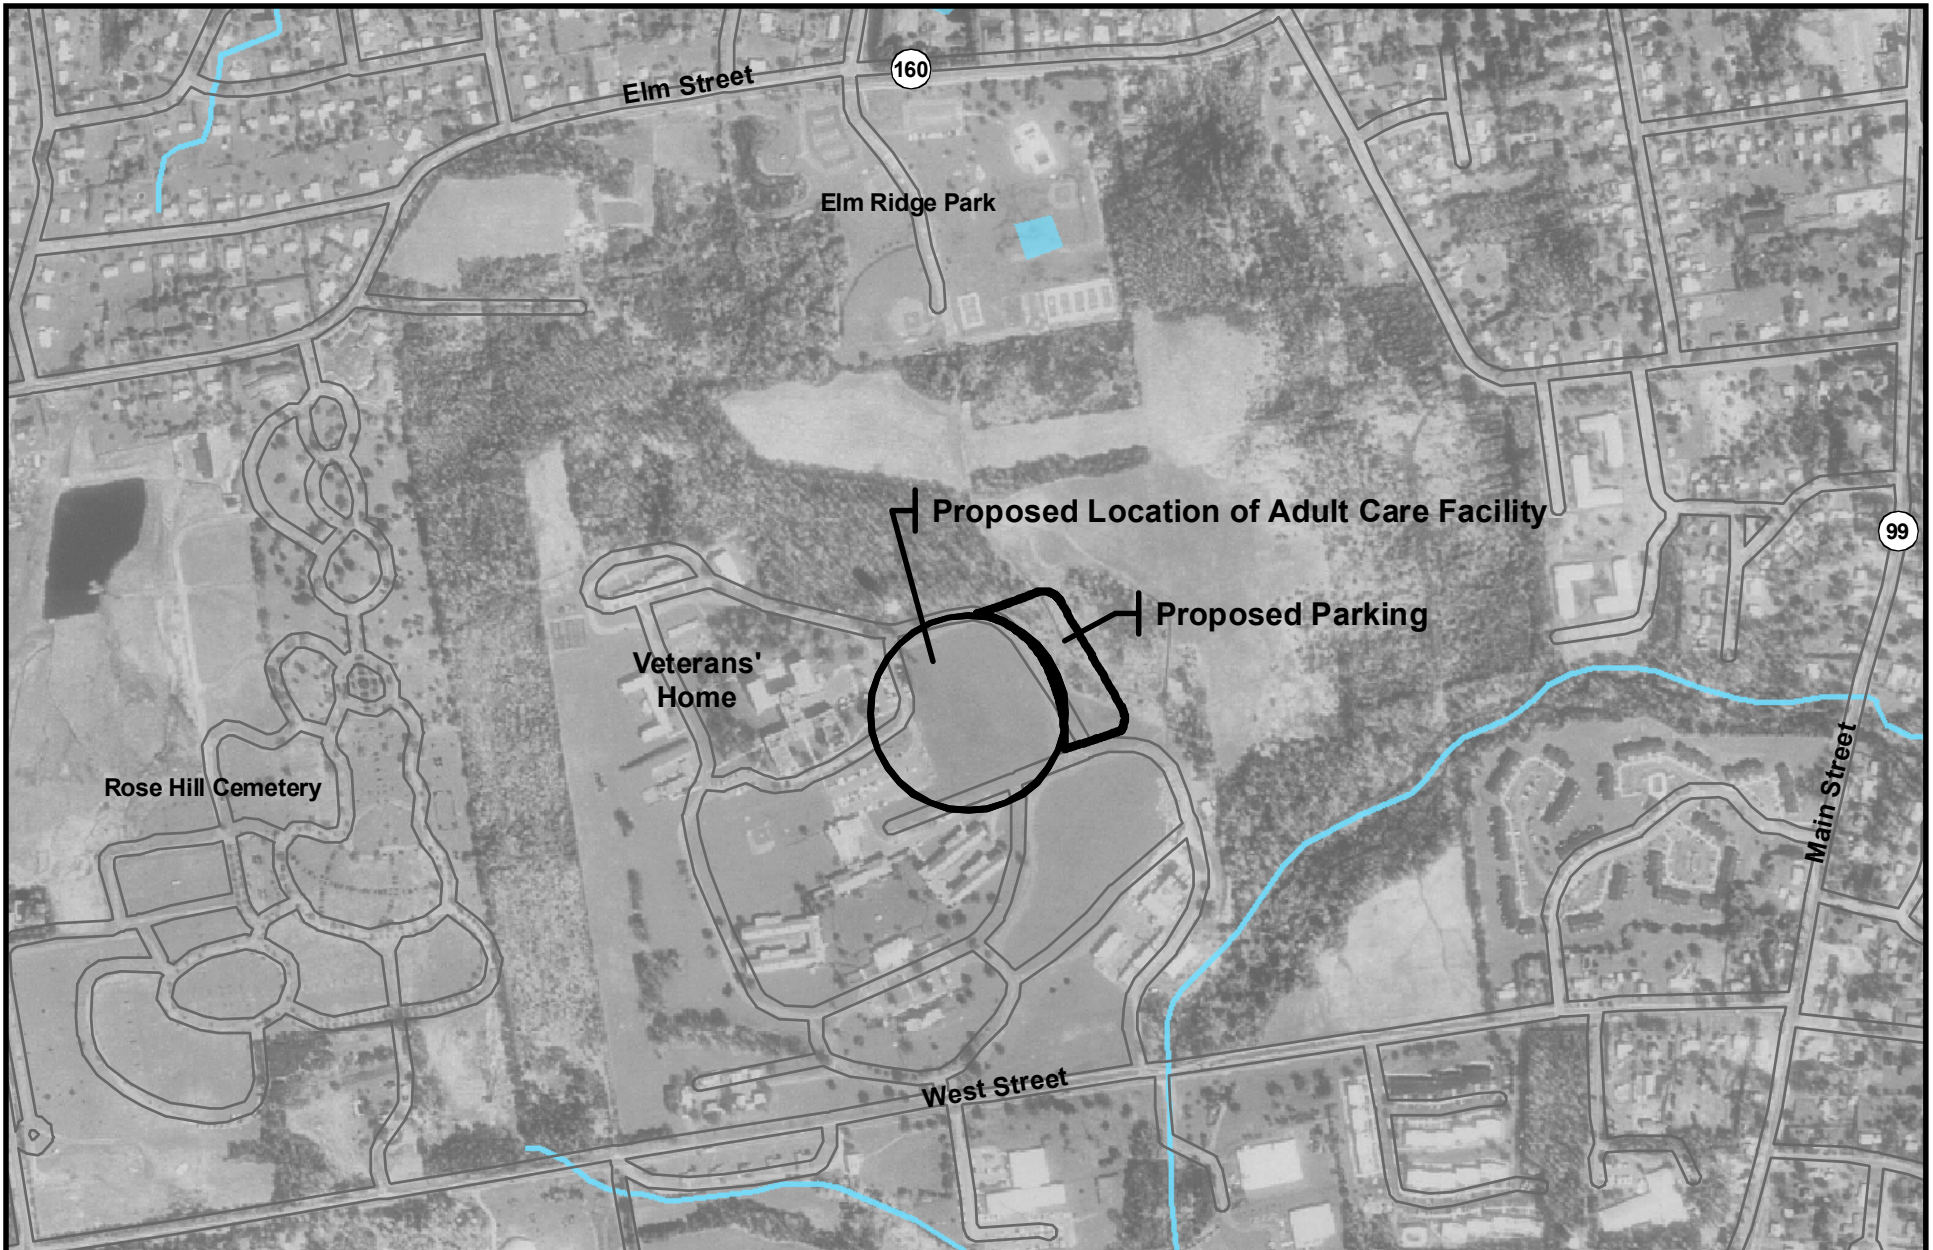 160
Elm Street
Elm Ridge Park
Proposed Location of Adult Care Facility
99
Proposed Parking
Veterans'
Home
Main Street
Rose Hill Cemetery
West Street